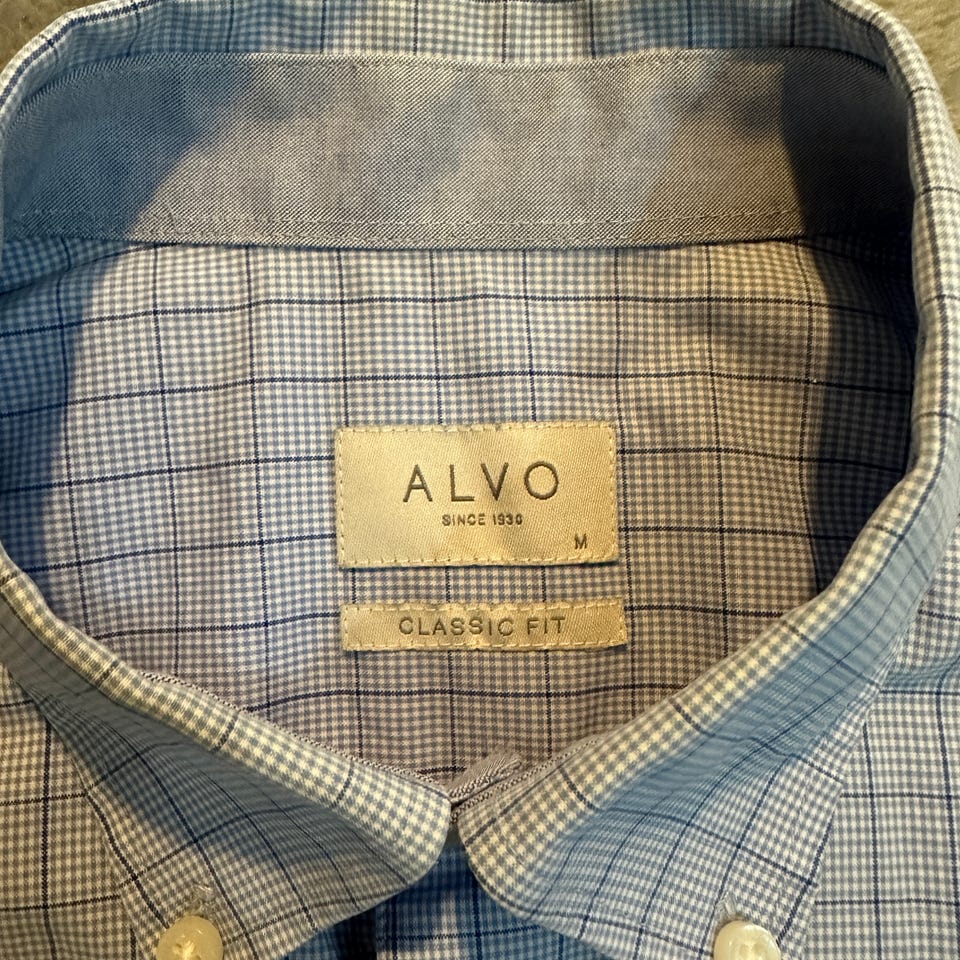 ALVO
SINCE 1930
M
CLASSIC FIT